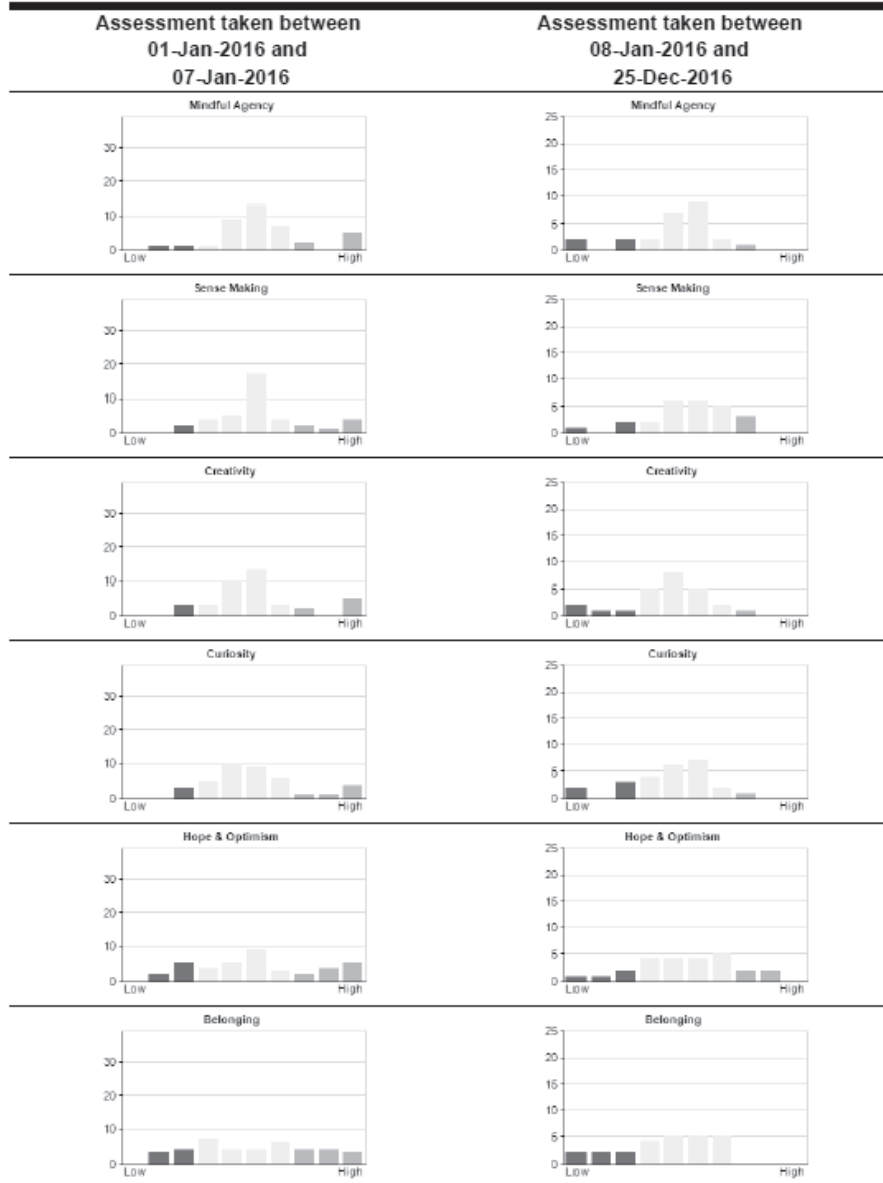 Assessment taken between
01-Jan-2016 and
07-Jan-2016
Assessment taken between
08-Jan-2016 and
25-Dec-2016
Mindful Agency
30
20
10
0
Low
High
Mindful Agency
25
20
15
10
5
0
Low
High
Sense Making
30
20
10
0
Low
High
Sense Making
25
20
15
10
5
0
Low
High
Creativity
30
20
10
0
Low
High
Creativity
25
20
15
10
5
0
Low
High
Curiosity
30
20
10
0
Low
High
Curiosity
25
20
15
10
5
0
Low
High
Hope & Optimism
30
20
10
0
Low
High
Hope & Optimism
25
20
15
10
5
0
Low
High
Belonging
30
20
10
0
Low
High
Belonging
25
20
15
10
5
0
Low
High